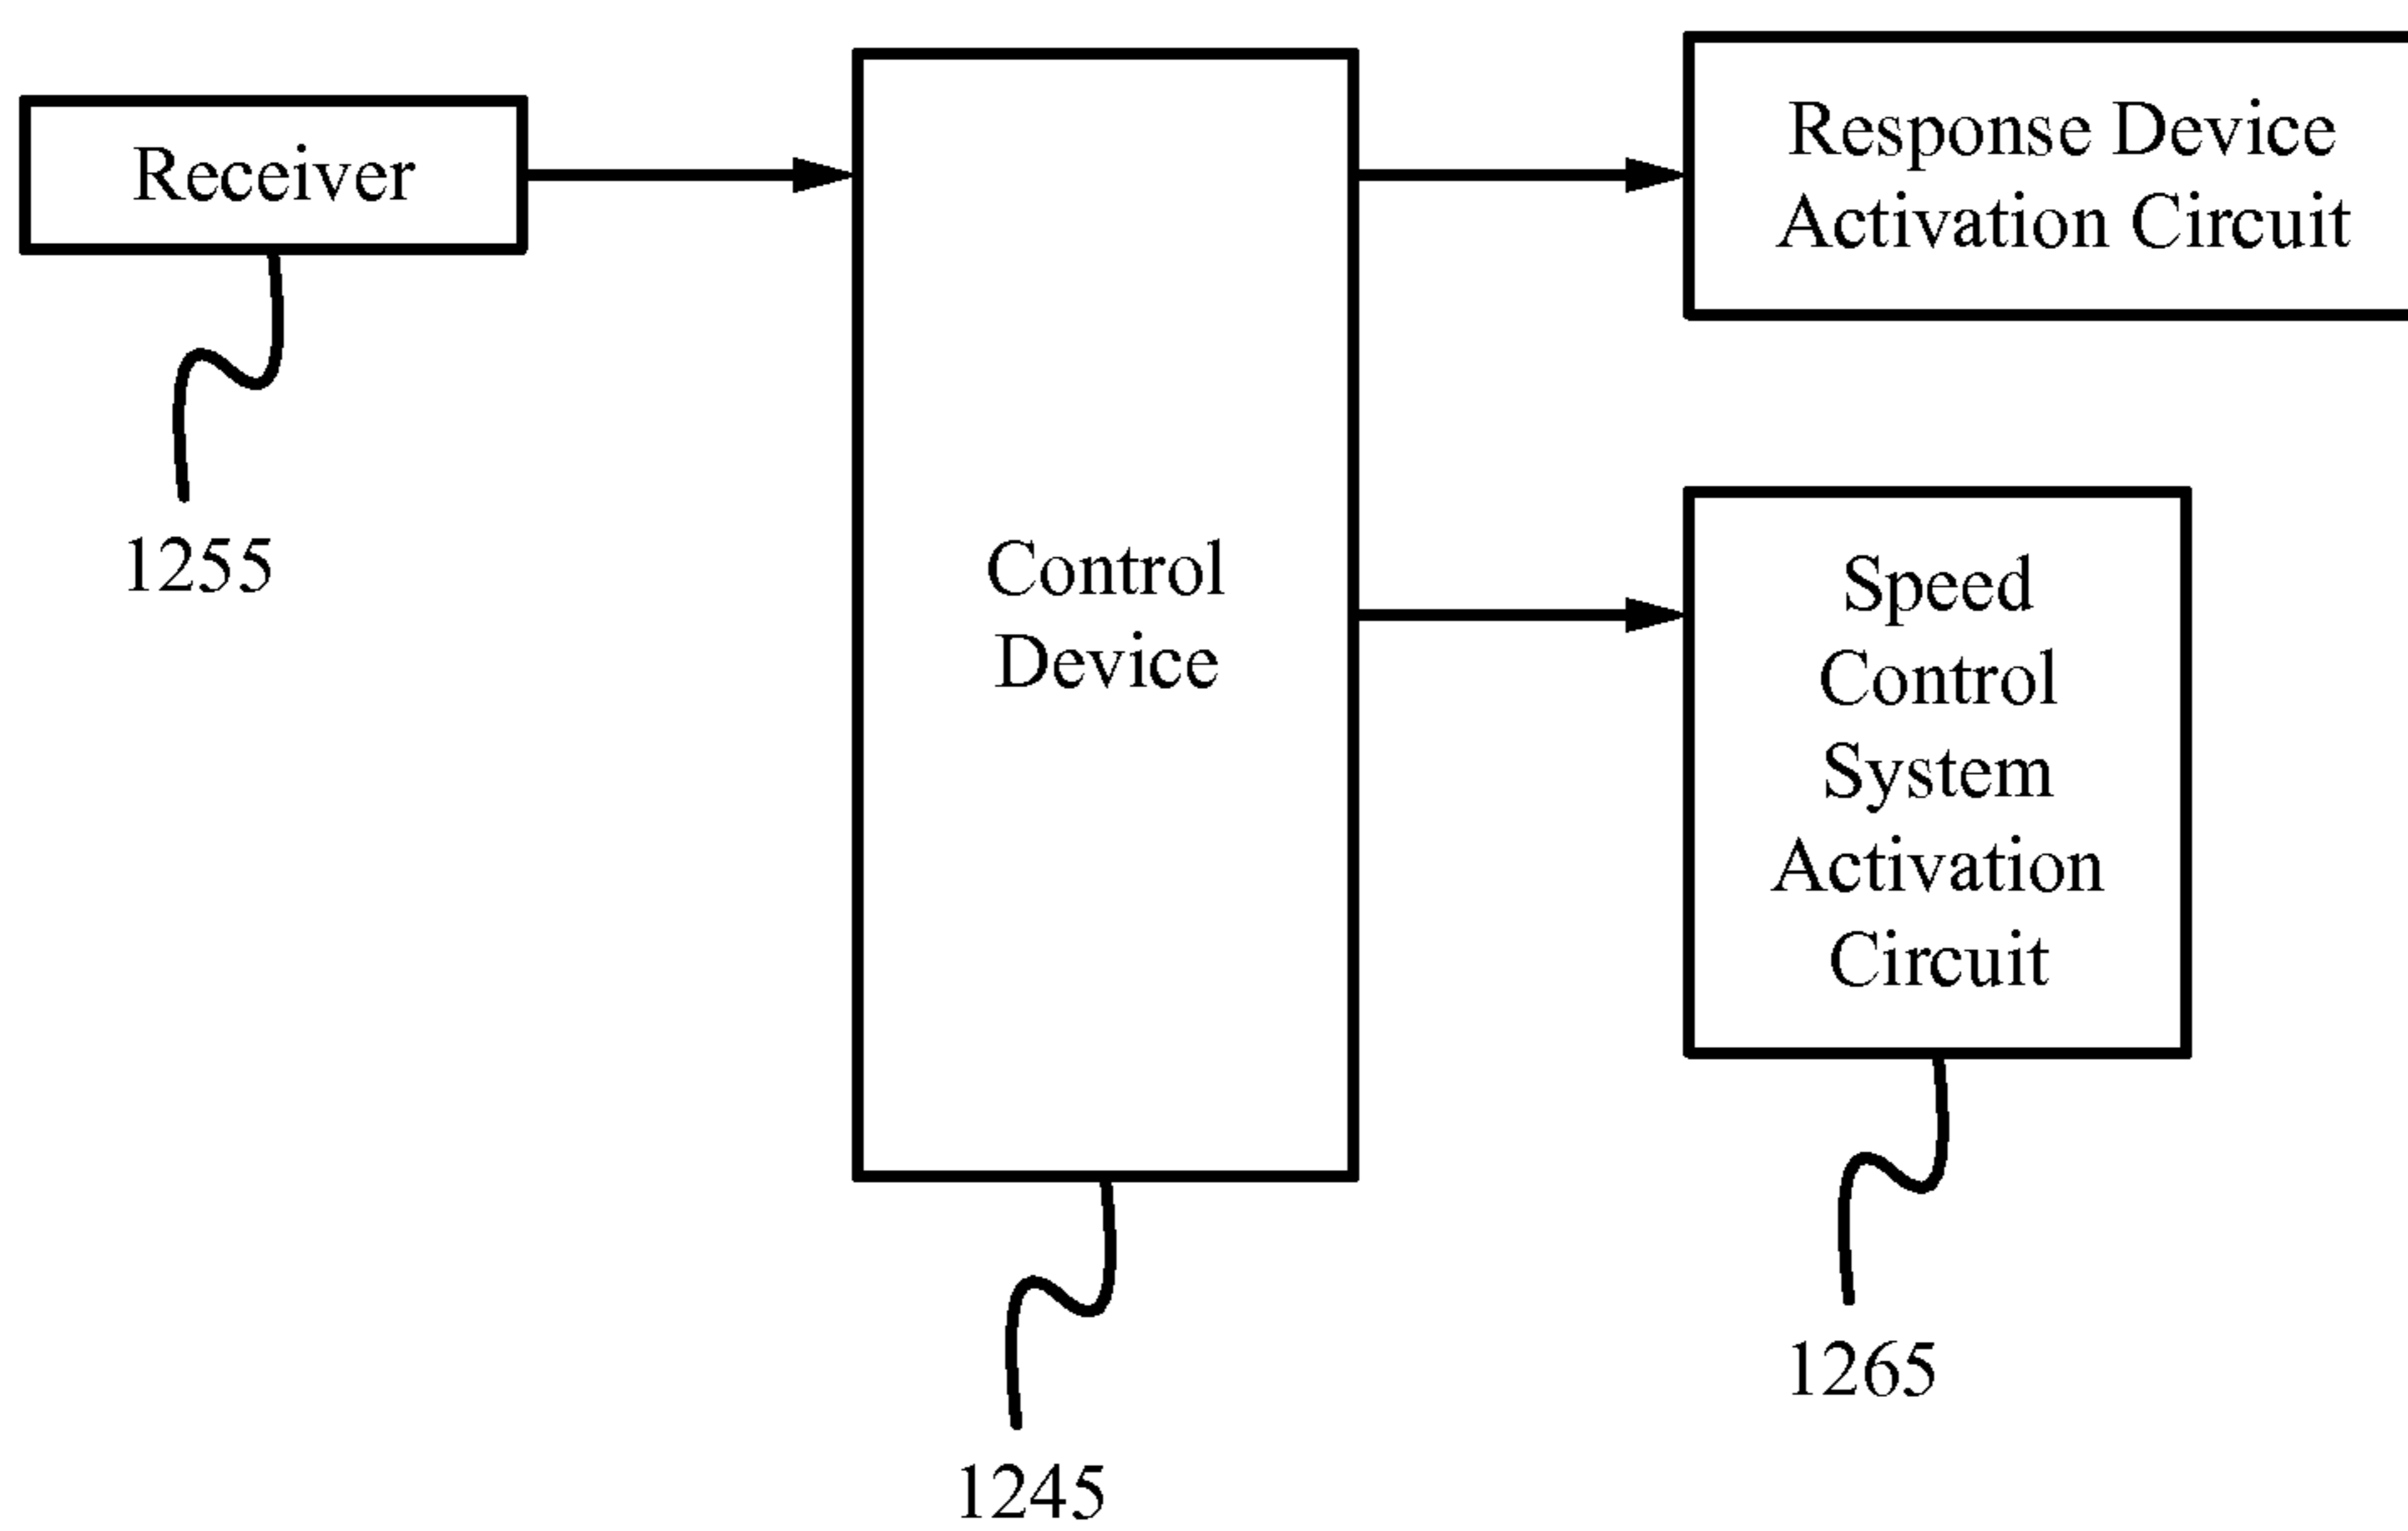 Receiver
1255
Control
Device
1245
Response Device
Activation Circuit
Speed
Control
System
Activation
Circuit
1265